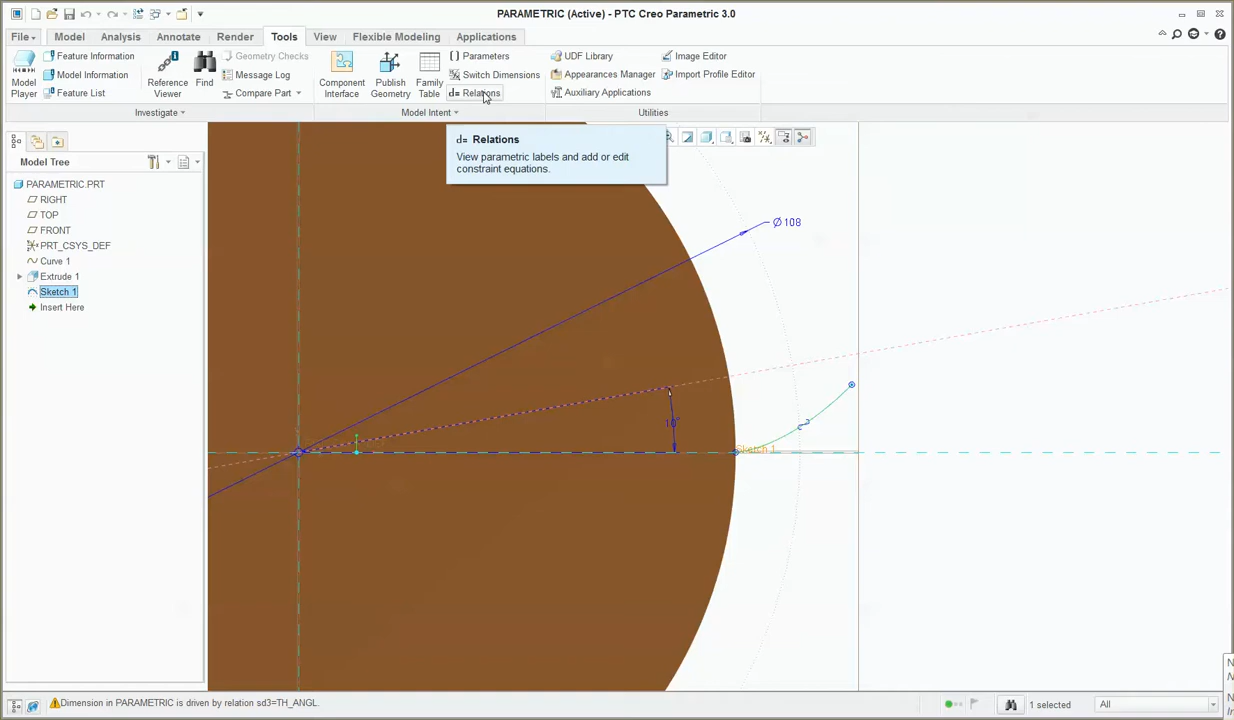 PARAMETRIC (Active) - PTC Creo Parametric 3.0
File Model Analysis Annotate Render Tools View Flexible Modeling Applications
Feature Information
Model Information
Feature List
Model Player
Reference Viewer
Find
Geometry Checks
Message Log
Compare Part
Component Interface
Publish Geometry
Family Table
Parameters
Switch Dimensions
Relations
UDF Library
Appearances Manager
Auxiliary Applications
Image Editor
Import Profile Editor
Investigate
Model Intent
Utilities
d= Relations
View parametric labels and add or edit
constraint equations.
Model Tree
PARAMETRIC.PRT
RIGHT
TOP
FRONT
PRT_CSYS_DEF
Curve 1
Extrude 1
Sketch 1
Insert Here
Ø108
Sketch 1
Dimension in PARAMETRIC is driven by relation sd3=TH_ANGL.
1 selected
All